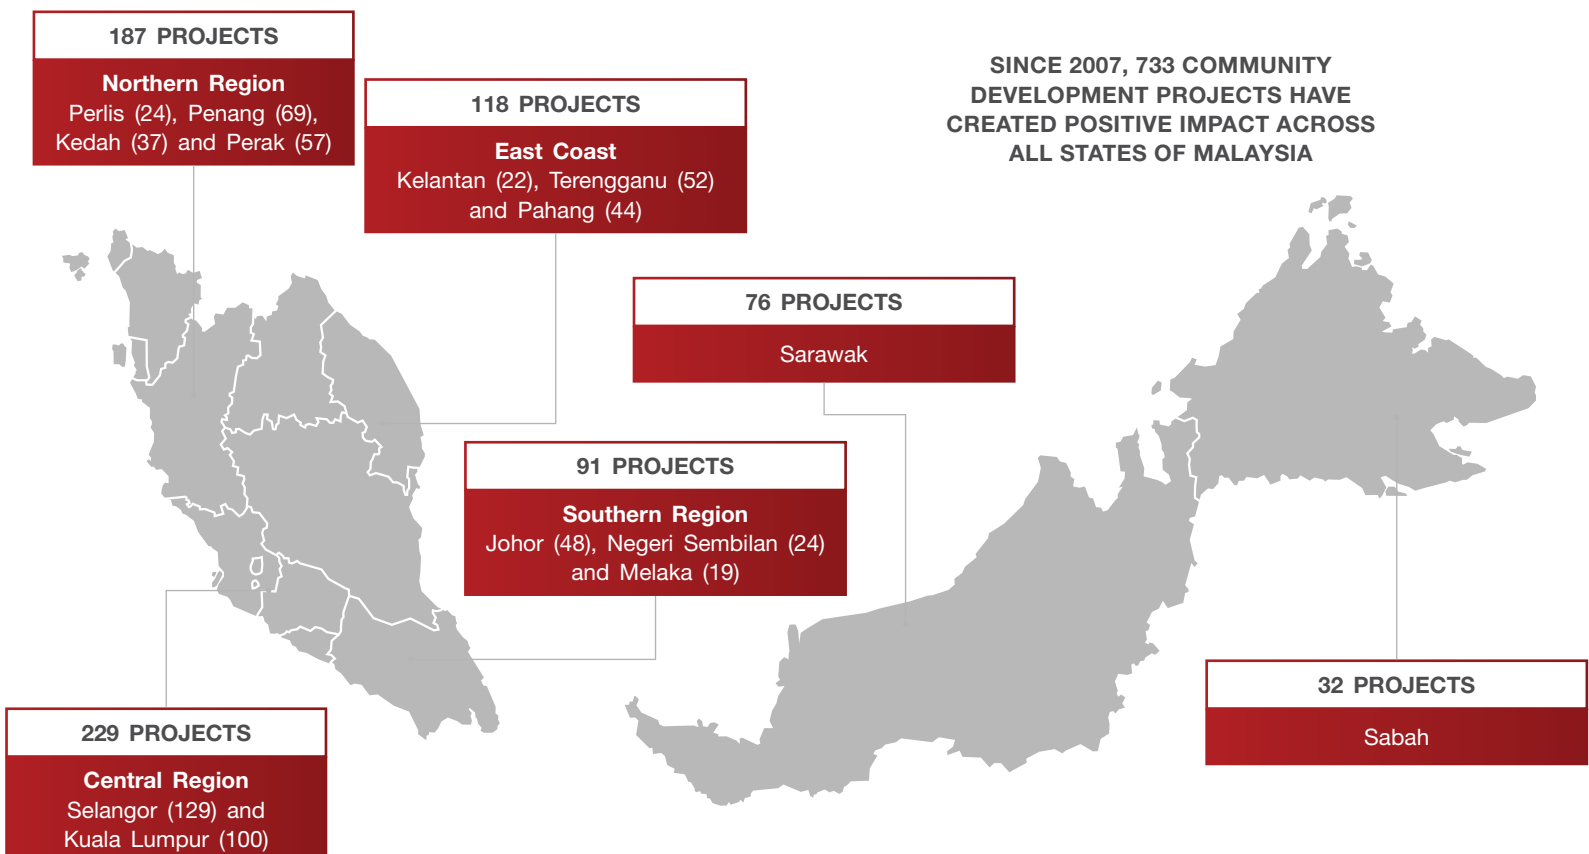 187 PROJECTS
Northern Region
Perlis (24), Penang (69),
Kedah (37) and Perak (57)
118 PROJECTS
East Coast
Kelantan (22), Terengganu (52)
and Pahang (44)
SINCE 2007, 733 COMMUNITY
DEVELOPMENT PROJECTS HAVE
CREATED POSITIVE IMPACT ACROSS
ALL STATES OF MALAYSIA
76 PROJECTS
Sarawak
91 PROJECTS
Southern Region
Johor (48), Negeri Sembilan (24)
and Melaka (19)
32 PROJECTS
Sabah
229 PROJECTS
Central Region
Selangor (129) and
Kuala Lumpur (100)